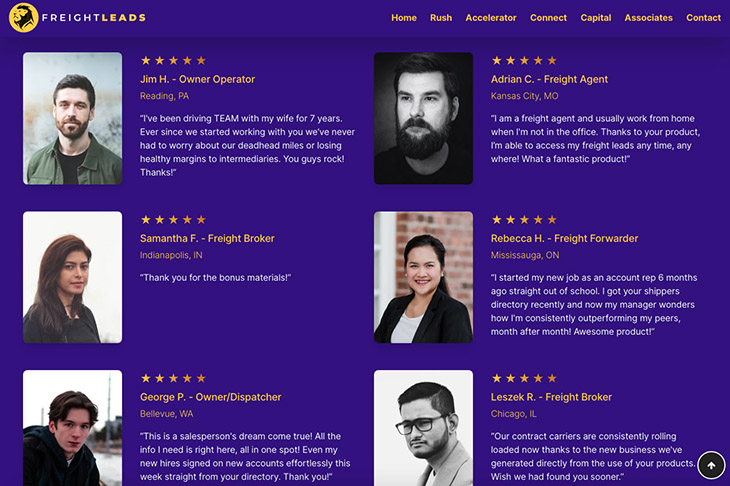 FREIGHTLEADS
Home Rush Accelerator Connect Capital Associates Contact
Jim H. - Owner Operator
Reading, PA
“I've been driving TEAM with my wife for 7 years.
Ever since we started working with you we've never
had to worry about our deadhead miles or losing
healthy margins to intermediaries. You guys rock!
Thanks!”
Adrian C. - Freight Agent
Kansas City, MO
“I am a freight agent and usually work from home
when I'm not in the office. Thanks to your product,
I'm able to access my freight leads any time, any
where! What a fantastic product!”
Samantha F. - Freight Broker
Indianapolis, IN
“Thank you for the bonus materials!”
Rebecca H. - Freight Forwarder
Mississauga, ON
“I started my new job as an account rep 6 months
ago straight out of school. I got your shippers
directory recently and now my manager wonders
how I'm consistently outperforming my peers,
month after month! Awesome product!”
George P. - Owner/Dispatcher
Bellevue, WA
“This is a salesperson's dream come true! All the
info I need is right here, all in one spot! Even my
new hires signed on new accounts effortlessly this
week straight from your directory. Thank you!”
Leszek R. - Freight Broker
Chicago, IL
“Our contract carriers are consistently rolling
loaded now thanks to the new business we've
generated directly from the use of your products.
Wish we had found you sooner.”